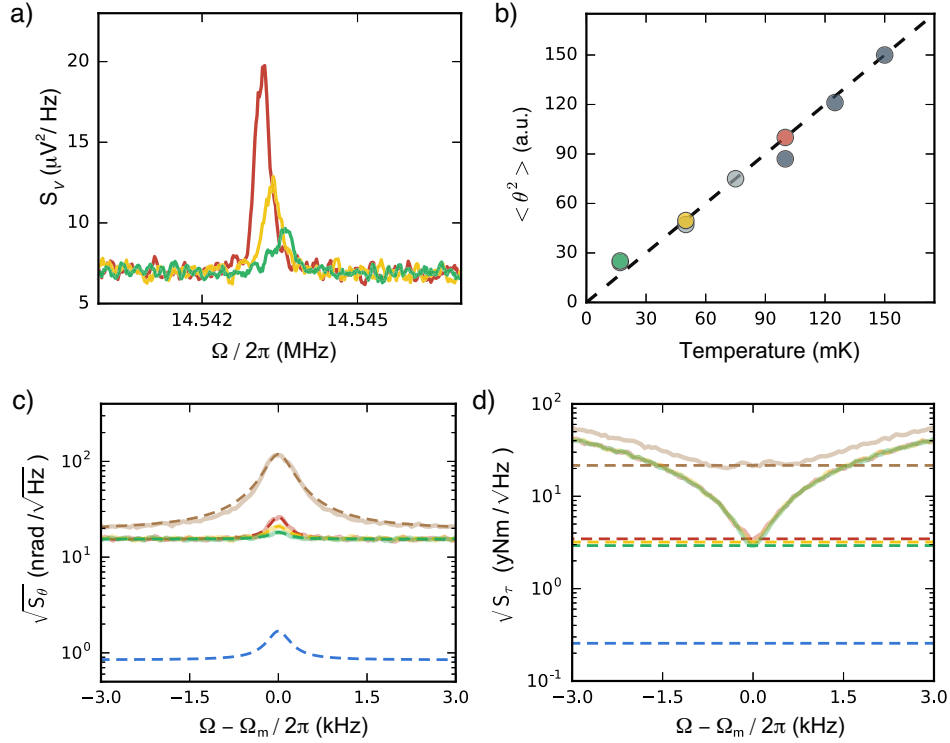 a)
20
15
10
5
S_V (μV²/ Hz)
14.542
14.545
Ω / 2π (MHz)
b)
150
120
90
60
30
0
< θ² > (a.u.)
0
30
60
90
120
150
Temperature (mK)
c)
10²
10¹
10⁰
√S_θ (nrad /√Hz)
−3.0
−1.5
0.0
1.5
3.0
Ω − Ω_m / 2π (kHz)
d)
10²
10¹
10⁰
10⁻¹
√S_τ (yNm / √Hz)
−3.0
−1.5
0.0
1.5
3.0
Ω − Ω_m / 2π (kHz)